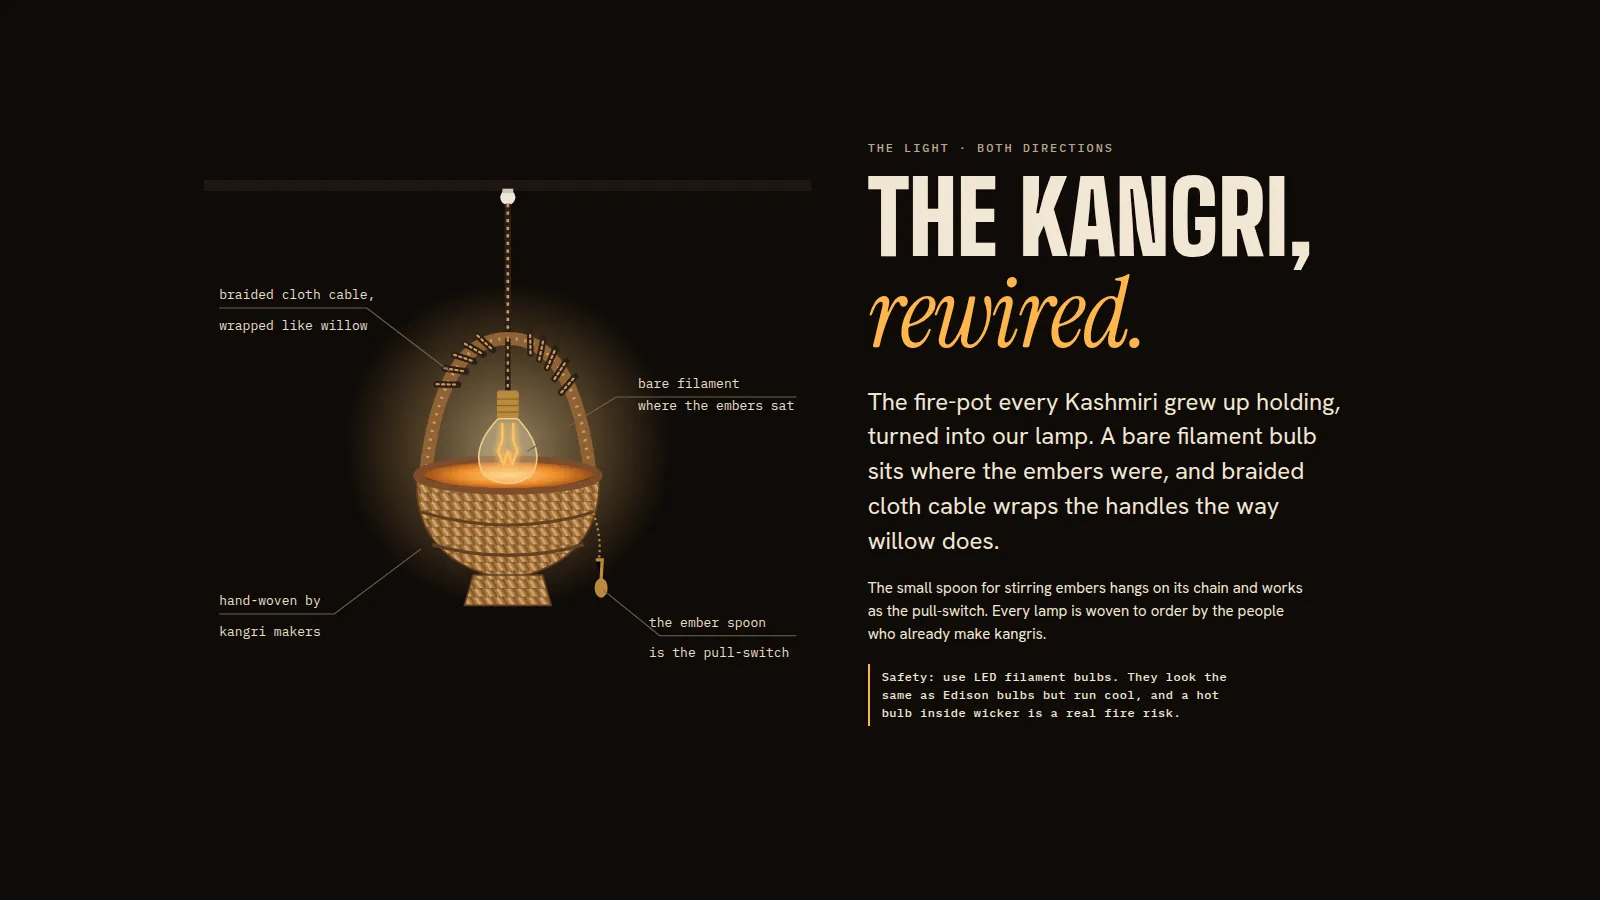 braided cloth cable,
wrapped like willow
bare filament
where the embers sat
hand-woven by
kangri makers
the ember spoon
is the pull-switch
THE LIGHT · BOTH DIRECTIONS
THE KANGRI,
rewired.
The fire-pot every Kashmiri grew up holding,
turned into our lamp. A bare filament bulb
sits where the embers were, and braided
cloth cable wraps the handles the way
willow does.
The small spoon for stirring embers hangs on its chain and works
as the pull-switch. Every lamp is woven to order by the people
who already make kangris.
Safety: use LED filament bulbs. They look the
same as Edison bulbs but run cool, and a hot
bulb inside wicker is a real fire risk.